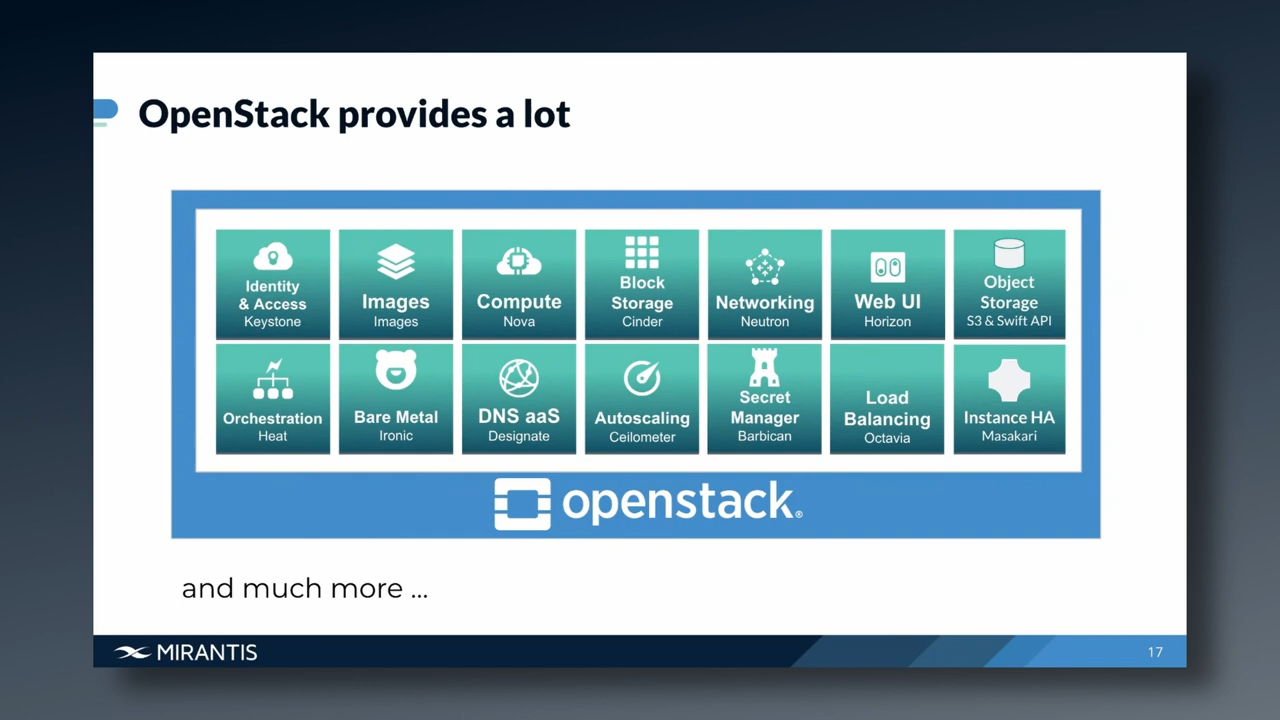 OpenStack provides a lot
Identity
& Access
Keystone
Images
Images
Compute
Nova
Block
Storage
Cinder
Networking
Neutron
Web UI
Horizon
Object
Storage
S3 & Swift API
Orchestration
Heat
Bare Metal
Ironic
DNS aaS
Designate
Autoscaling
Ceilometer
Secret
Manager
Barbican
Load
Balancing
Octavia
Instance HA
Masakari
openstack®
and much more ...
MIRANTIS
17